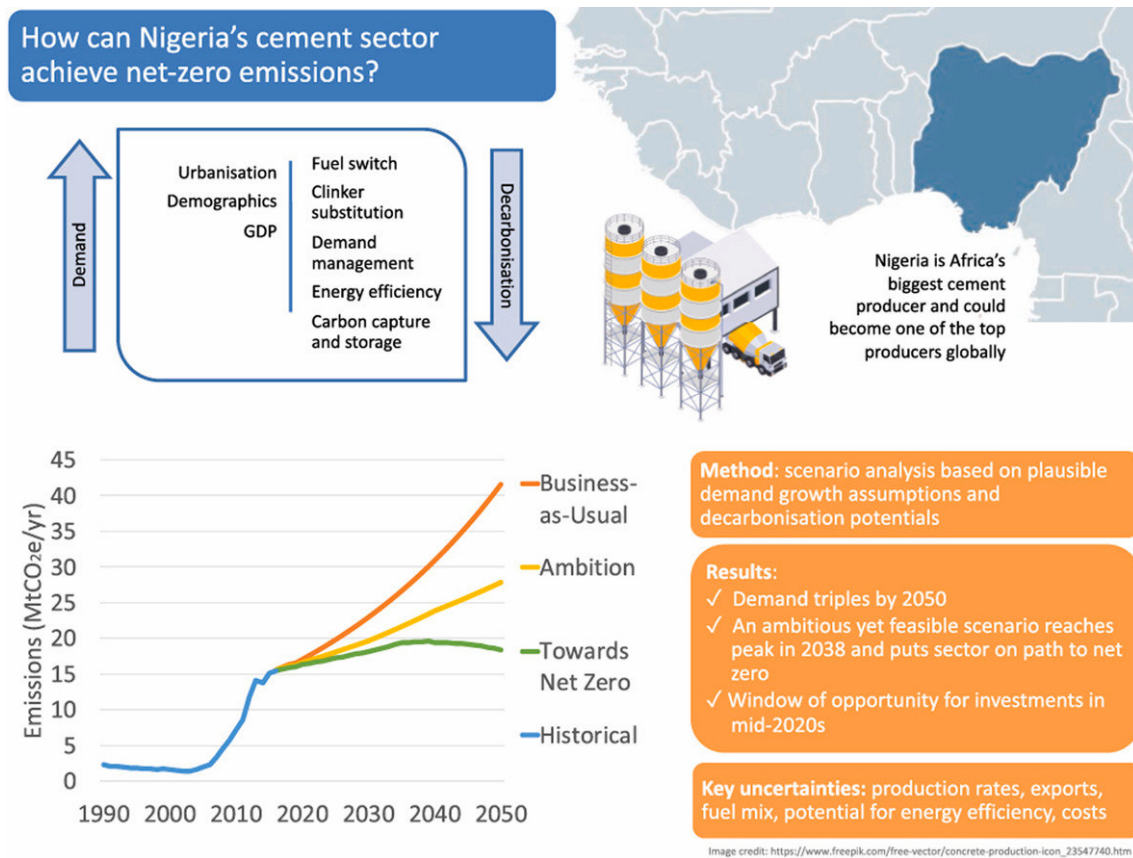 How can Nigeria's cement sector
achieve net-zero emissions?
Demand
Urbanisation
Demographics
GDP
Fuel switch
Clinker
substitution
Demand
management
Energy efficiency
Carbon capture
and storage
Decarbonisation
Nigeria is Africa's
biggest cement
producer and could
become one of the top
producers globally
Emissions (MtCO₂e/yr)
45
40
35
30
25
20
15
10
5
0
1990 2000 2010 2020 2030 2040 2050
Business-
as-Usual
Ambition
Towards
Net Zero
Historical
Method: scenario analysis based on plausible
demand growth assumptions and
decarbonisation potentials
Results:
✓ Demand triples by 2050
✓ An ambitious yet feasible scenario reaches
peak in 2038 and puts sector on path to net
zero
✓ Window of opportunity for investments in
mid-2020s
Key uncertainties: production rates, exports,
fuel mix, potential for energy efficiency, costs
Image credit: https://www.freepik.com/free-vector/concrete-production-icon_23547740.htm